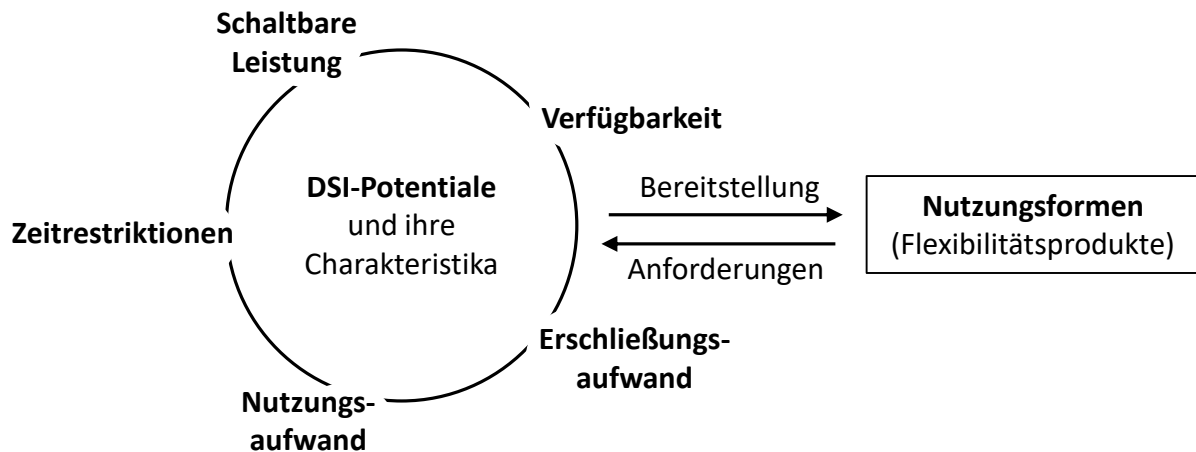 Schaltbare
Leistung
Verfügbarkeit
DSI-Potentiale
und ihre
Charakteristika
Zeitrestriktionen
Erschließungs-
aufwand
Nutzungs-
aufwand
Bereitstellung
Anforderungen
Nutzungsformen
(Flexibilitätsprodukte)